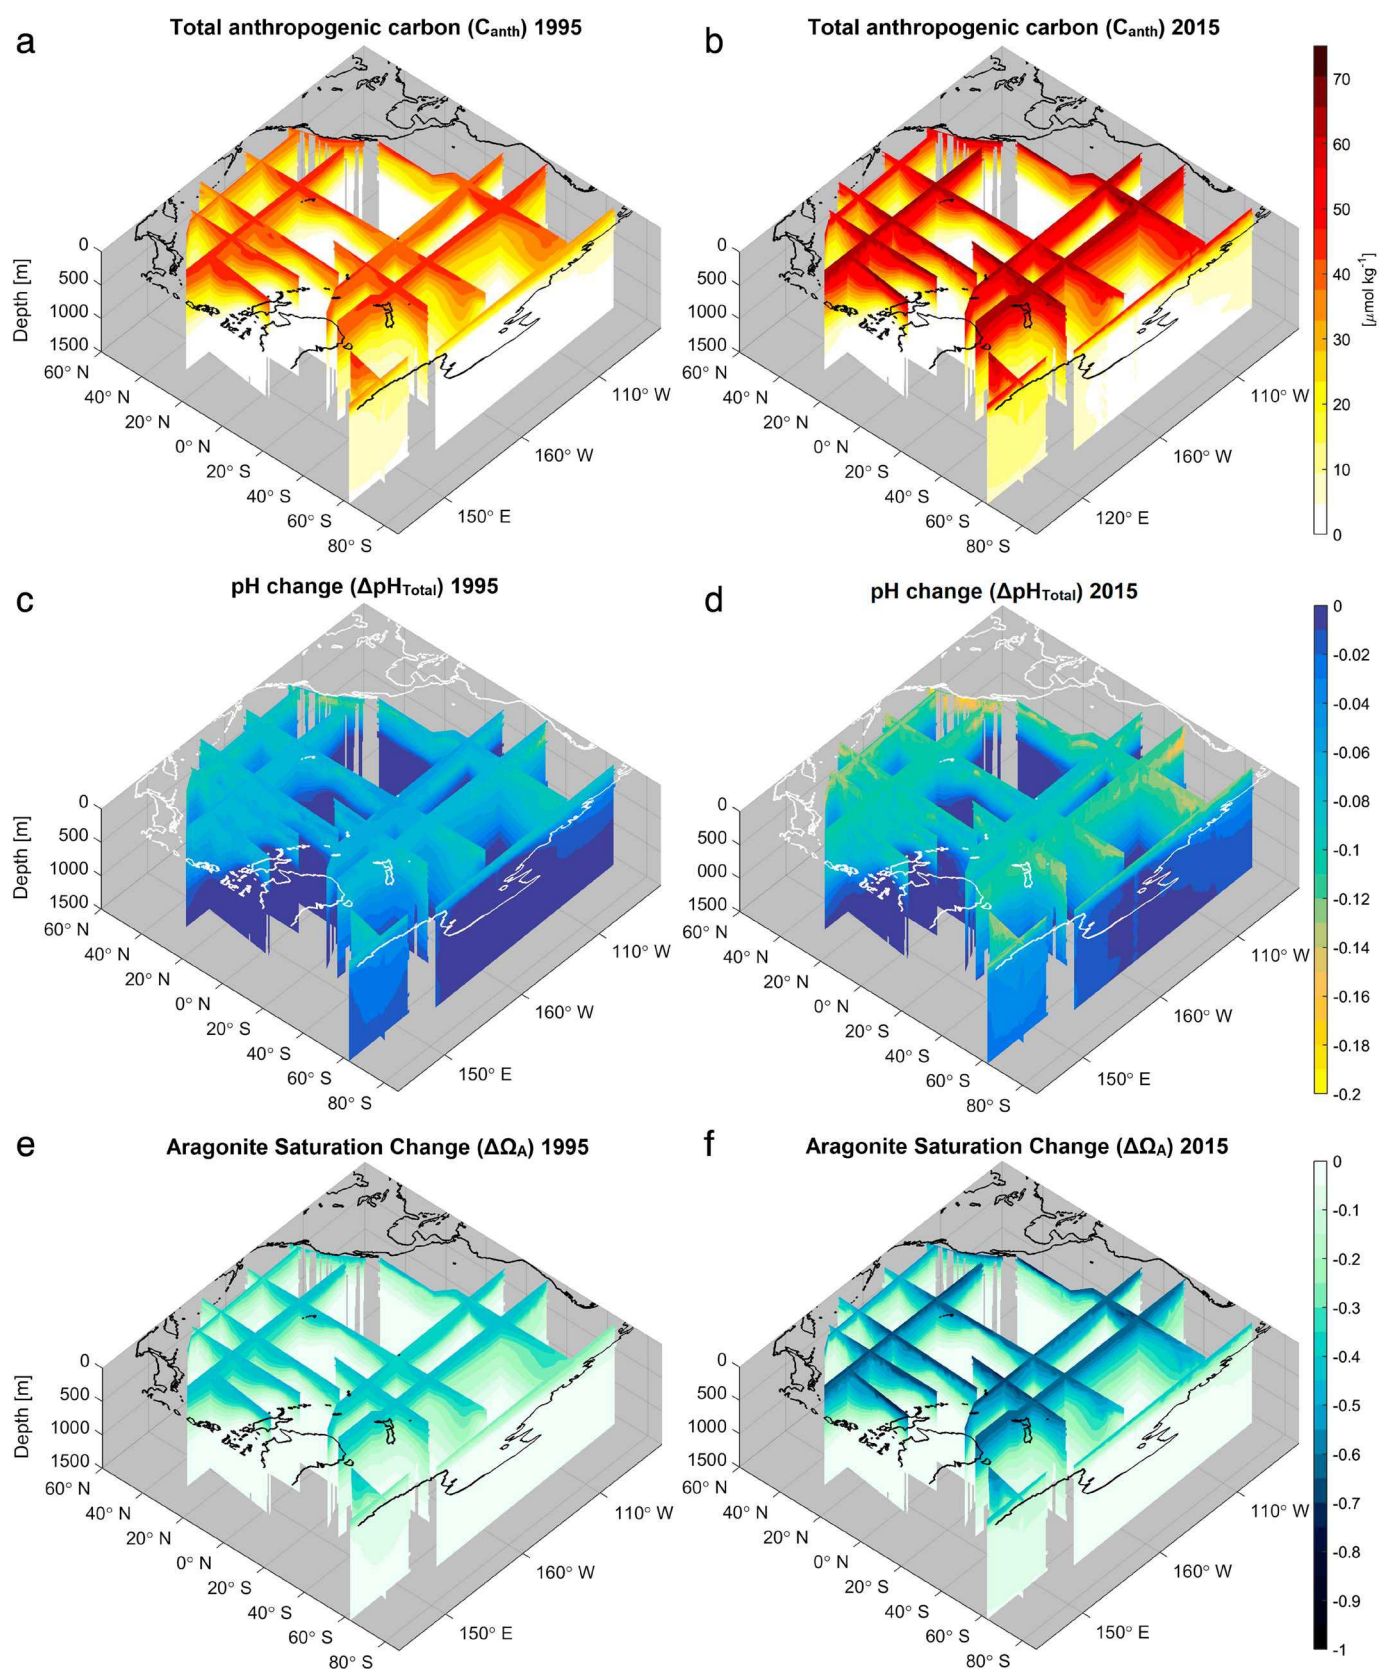 a
Total anthropogenic carbon (Canth) 1995
0
500
1000
1500
Depth [m]
60° N
40° N
20° N
0° N
20° S
40° S
60° S
80° S
150° E
160° W
110° W
b
Total anthropogenic carbon (Canth) 2015
0
500
1000
1500
60° N
40° N
20° N
0° N
20° S
40° S
60° S
80° S
120° E
160° W
110° W
70
60
50
40
30
20
10
0
[μmol kg-1]
c
pH change (ΔpHTotal) 1995
0
500
1000
1500
Depth [m]
60° N
40° N
20° N
0° N
20° S
40° S
60° S
80° S
150° E
160° W
110° W
d
pH change (ΔpHTotal) 2015
0
500
000
1500
60° N
40° N
20° N
0° N
20° S
40° S
60° S
80° S
150° E
160° W
110° W
0
-0.02
-0.04
-0.06
-0.08
-0.1
-0.12
-0.14
-0.16
-0.18
-0.2
e
Aragonite Saturation Change (ΔΩA) 1995
0
500
1000
1500
Depth [m]
60° N
40° N
20° N
0° N
20° S
40° S
60° S
80° S
150° E
160° W
110° W
f
Aragonite Saturation Change (ΔΩA) 2015
0
500
1000
1500
60° N
40° N
20° N
0° N
20° S
40° S
60° S
80° S
150° E
160° W
110° W
0
-0.1
-0.2
-0.3
-0.4
-0.5
-0.6
-0.7
-0.8
-0.9
-1